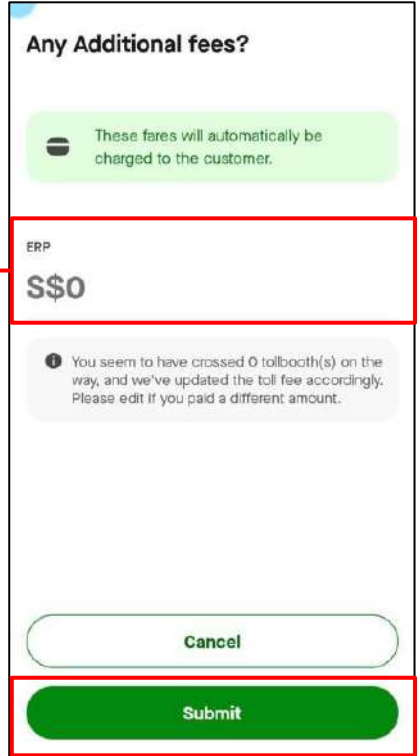 Any Additional fees?
These fares will automatically be
charged to the customer.
ERP
S$0
You seem to have crossed 0 tollbooth(s) on the
way, and we've updated the toll fee accordingly.
Please edit if you paid a different amount.
Cancel
Submit